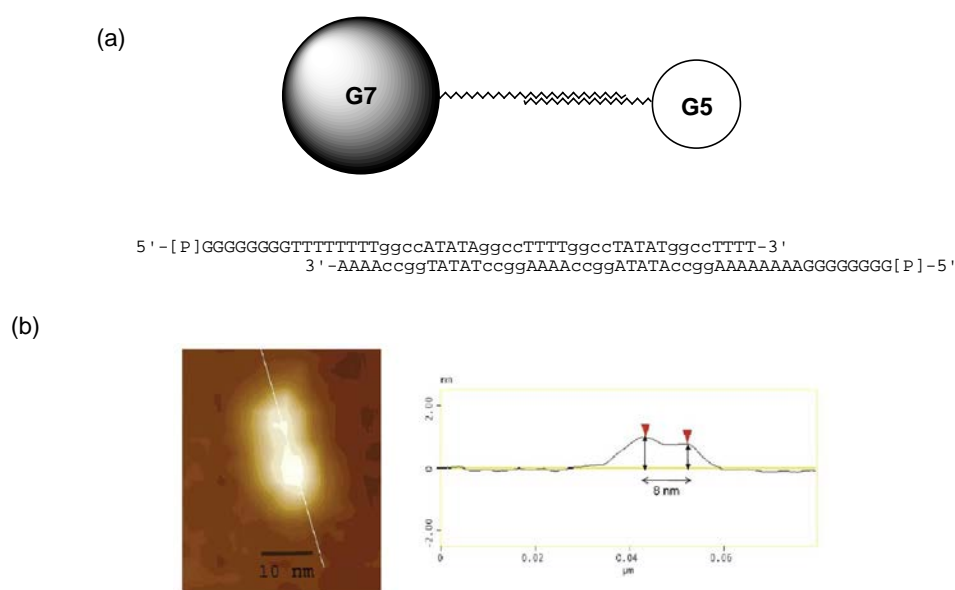 (a)
G7 G5
5'-[P]GGGGGGGGTTTTTTTTggccATATAggccTTTTggccTATATggccTTTT-3'
3'-AAAAccggTATATccggAAAAccggATATAccggAAAAAAAAGGGGGGGG[P]-5'
(b)
nm
2.00
0
-2.00
8 nm
10 nm
0 0.02 0.04 0.06
µm